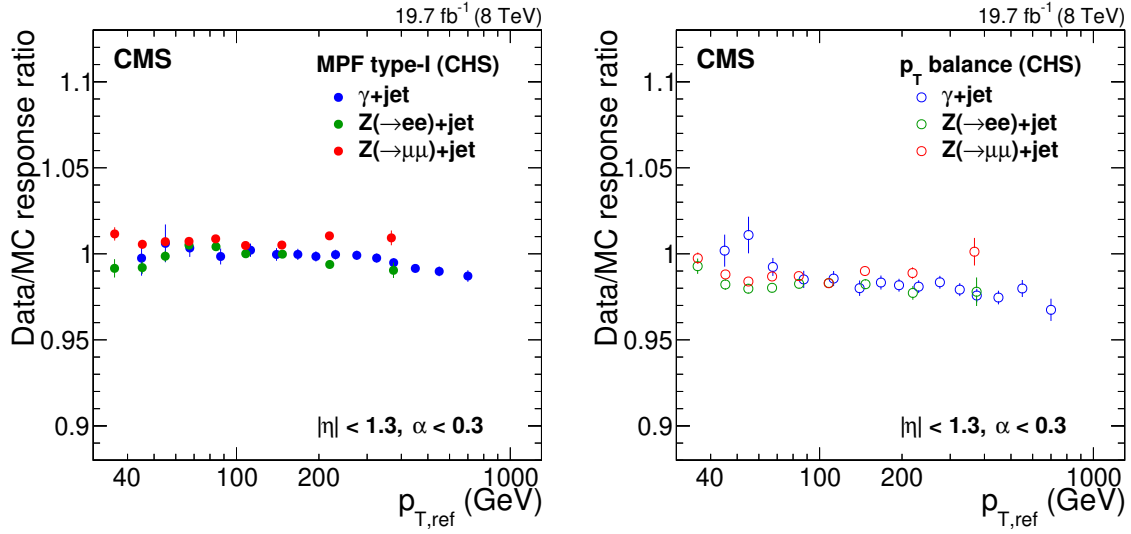 19.7 fb⁻¹ (8 TeV)
CMS
MPF type-I (CHS)
γ+jet
Z(→ee)+jet
Z(→μμ)+jet
Data/MC response ratio
1.1
1.05
1
0.95
0.9
|η| < 1.3, α < 0.3
40 100 200 1000
p_T,ref (GeV)
19.7 fb⁻¹ (8 TeV)
CMS
p_T balance (CHS)
γ+jet
Z(→ee)+jet
Z(→μμ)+jet
Data/MC response ratio
1.1
1.05
1
0.95
0.9
|η| < 1.3, α < 0.3
40 100 200 1000
p_T,ref (GeV)